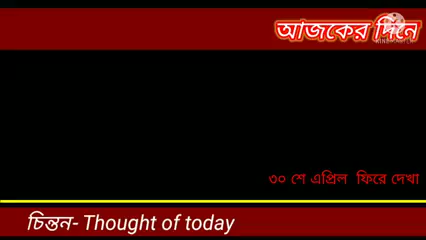 আজকের দিনে
৩০ শে এপ্রিল ফিরে দেখা
চিন্তন- Thought of today